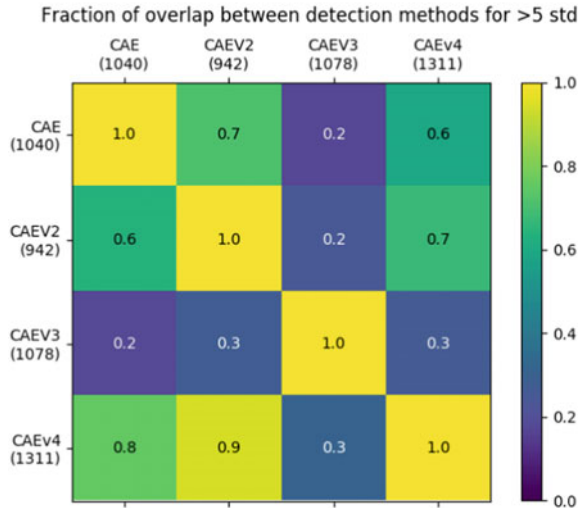 Fraction of overlap between detection methods for >5 std
CAE CAEV2 CAEV3 CAEv4
(1040) (942) (1078) (1311)
CAE
(1040)
1.0 0.7 0.2 0.6
CAEV2
(942)
0.6 1.0 0.2 0.7
CAEV3
(1078)
0.2 0.3 1.0 0.3
CAEv4
(1311)
0.8 0.9 0.3 1.0
1.0
0.8
0.6
0.4
0.2
0.0